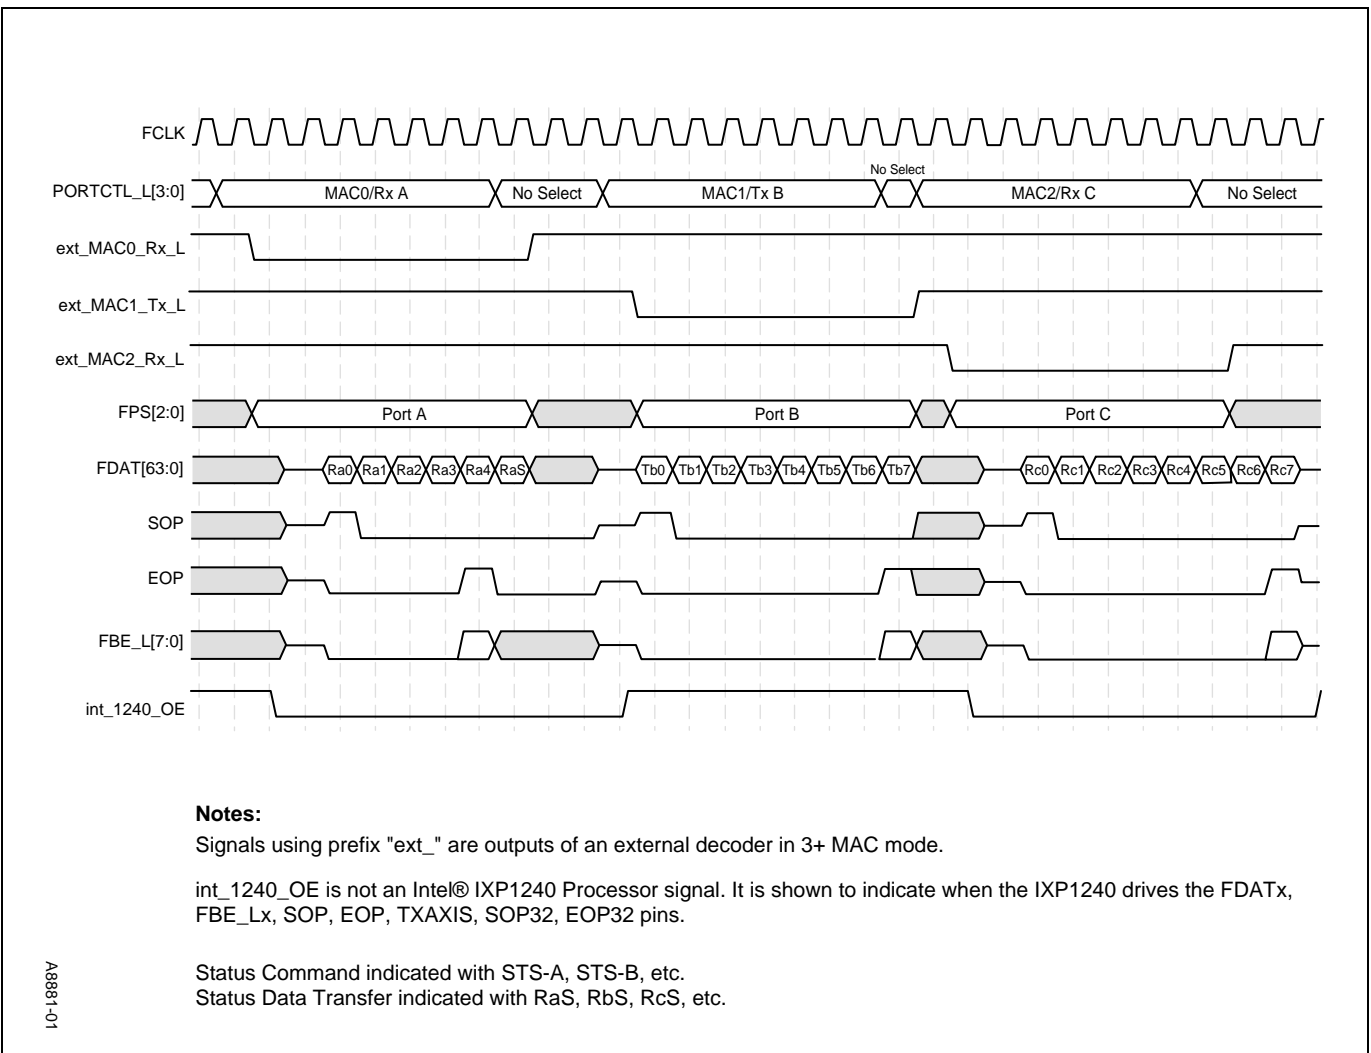 FCLK
No Select
PORTCTL_L[3:0] MAC0/Rx A No Select MAC1/Tx B MAC2/Rx C No Select
ext_MAC0_Rx_L
ext_MAC1_Tx_L
ext_MAC2_Rx_L
FPS[2:0] Port A Port B Port C
FDAT[63:0] Ra0 Ra1 Ra2 Ra3 Ra4 RaS Tb0 Tb1 Tb2 Tb3 Tb4 Tb5 Tb6 Tb7 Rc0 Rc1 Rc2 Rc3 Rc4 Rc5 Rc6 Rc7
SOP
EOP
FBE_L[7:0]
int_1240_OE
Notes:
Signals using prefix "ext_" are outputs of an external decoder in 3+ MAC mode.
int_1240_OE is not an Intel® IXP1240 Processor signal. It is shown to indicate when the IXP1240 drives the FDATx,
FBE_Lx, SOP, EOP, TXAXIS, SOP32, EOP32 pins.
Status Command indicated with STS-A, STS-B, etc.
Status Data Transfer indicated with RaS, RbS, RcS, etc.
A8881-01